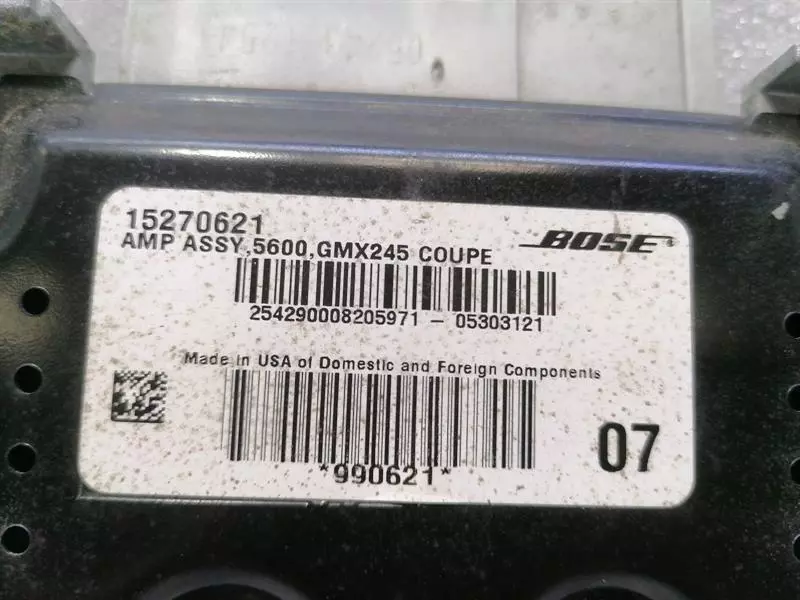 15270621
AMP ASSY,5600,GMX245 COUPE
BOSE®
254290008205971 - 05303121
Made in USA of Domestic and Foreign Components
*990621*
07